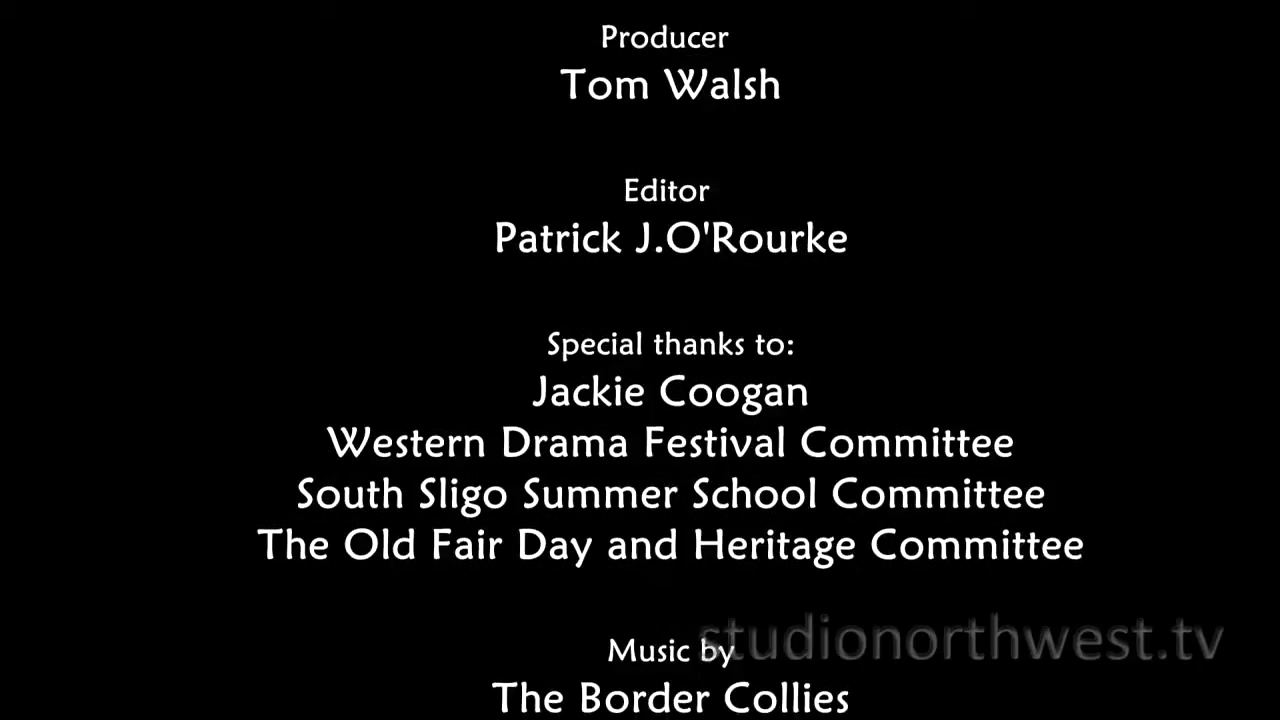 Producer
Tom Walsh
Editor
Patrick J.O'Rourke
Special thanks to:
Jackie Coogan
Western Drama Festival Committee
South Sligo Summer School Committee
The Old Fair Day and Heritage Committee
studionorthwest.tv
Music by
The Border Collies